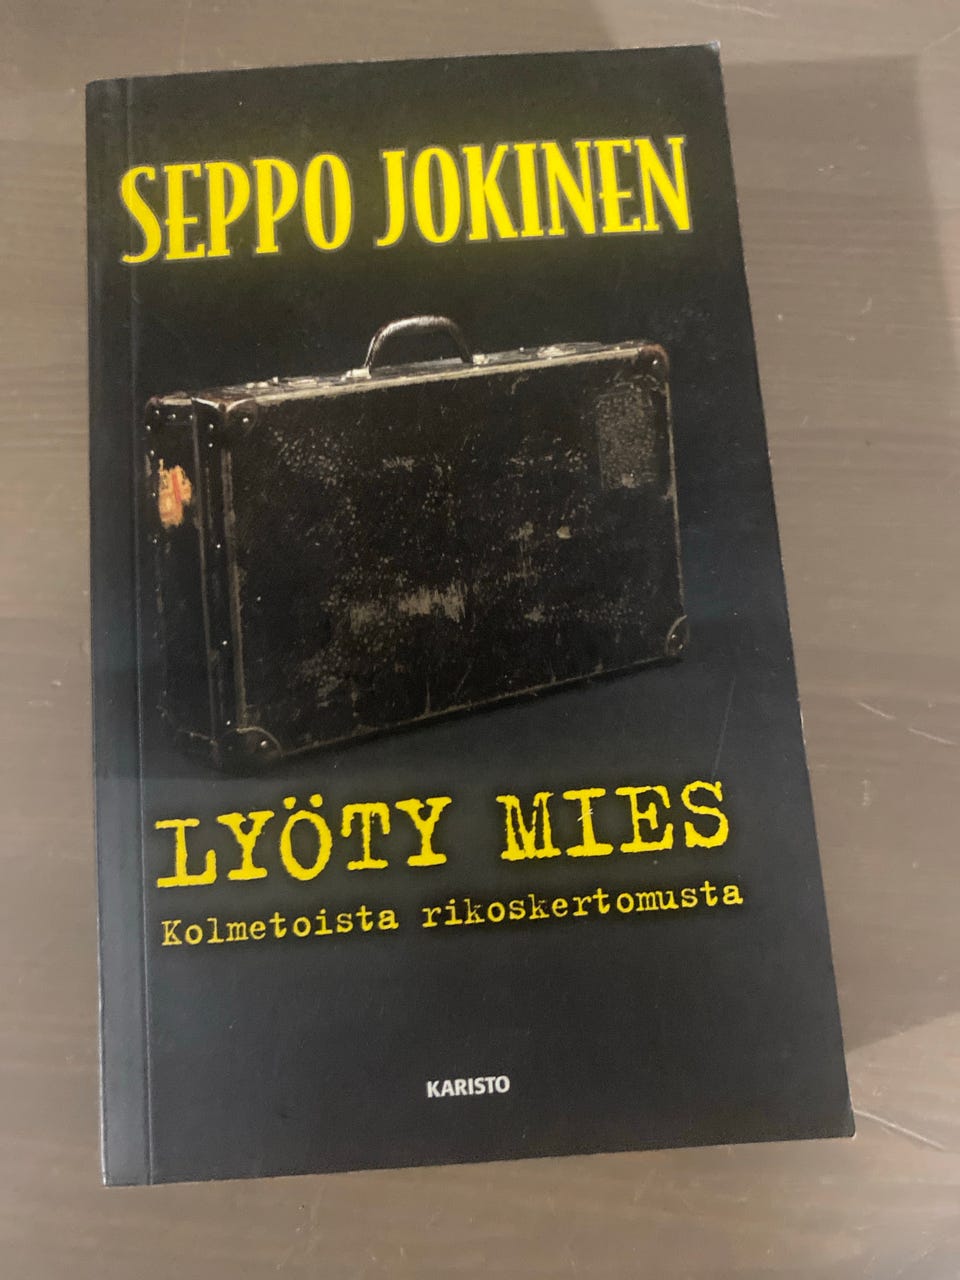 SEPPO JOKINEN
LYÖTY MIES
Kolmetoista rikoskertomusta
KARISTO